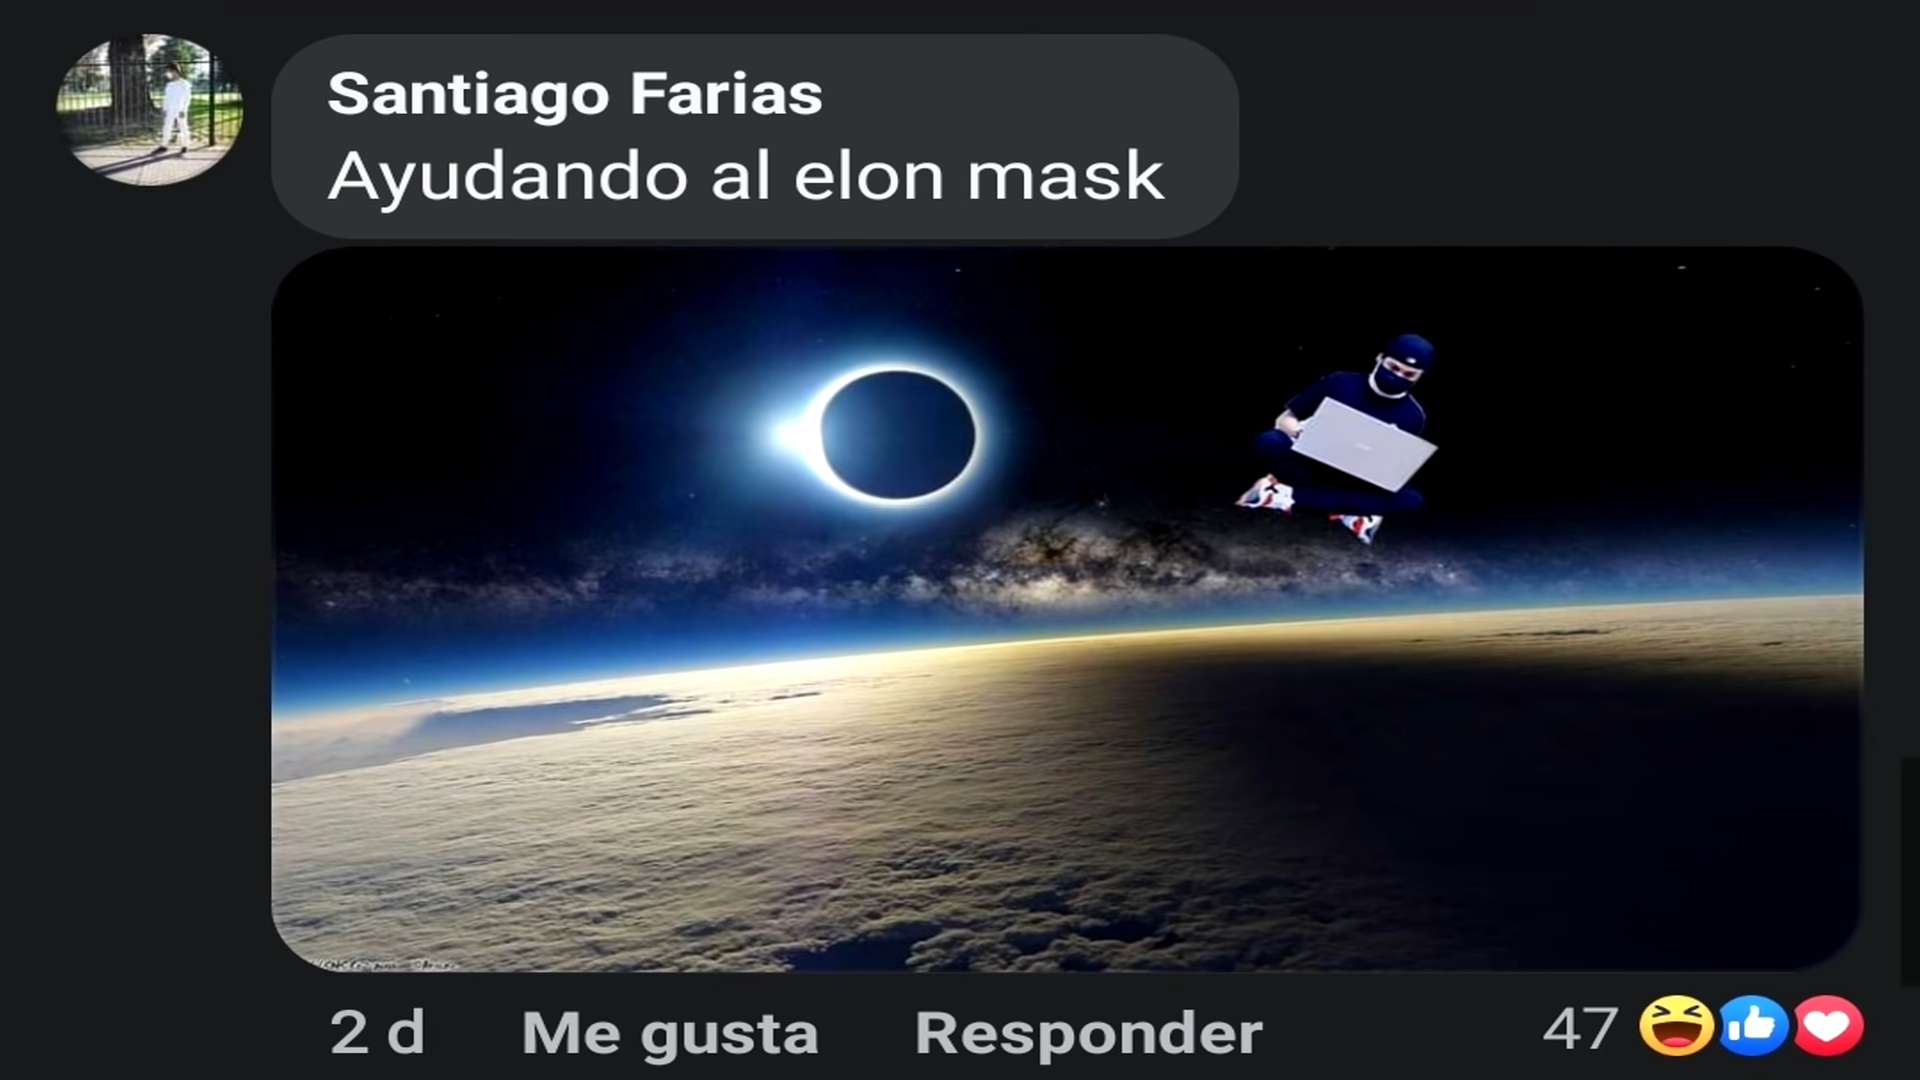 Santiago Farias
Ayudando al elon mask
2 d Me gusta Responder 47